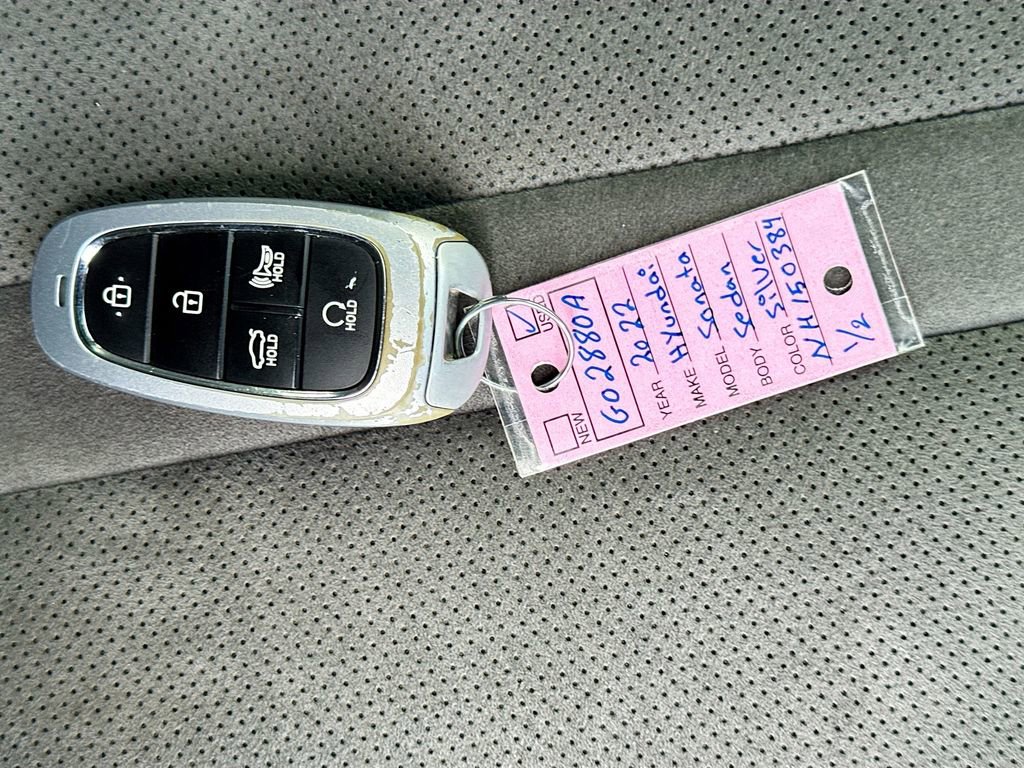 HOLD
HOLD
HOLD
NEW
USED
G02880A
YEAR 2022
MAKE Hyundai
MODEL Sonata
BODY Sedan
COLOR Silver
NH150384
1/2